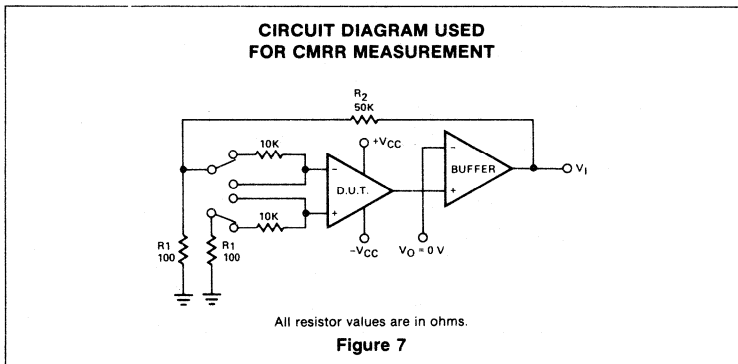 CIRCUIT DIAGRAM USED
FOR CMRR MEASUREMENT
R2
50K
10K
+VCC
−
D.U.T.
+
−
BUFFER
+
VI
10K
R1
100
R1
100
−VCC
VO = 0 V
All resistor values are in ohms.
Figure 7